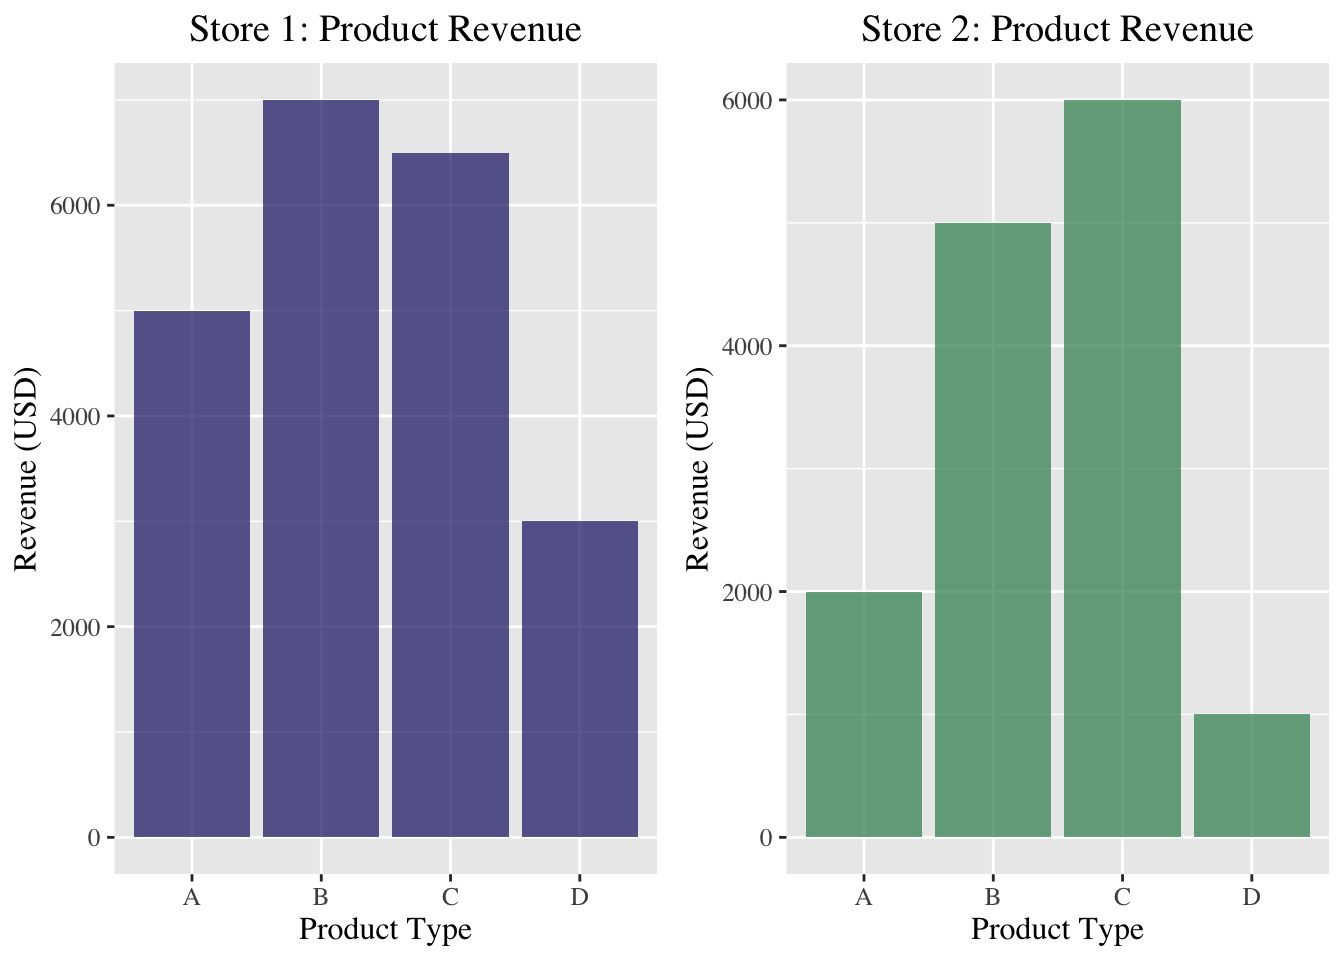 Store 1: Product Revenue
Revenue (USD)
6000
4000
2000
0
A B C D
Product Type
Store 2: Product Revenue
Revenue (USD)
6000
4000
2000
0
A B C D
Product Type